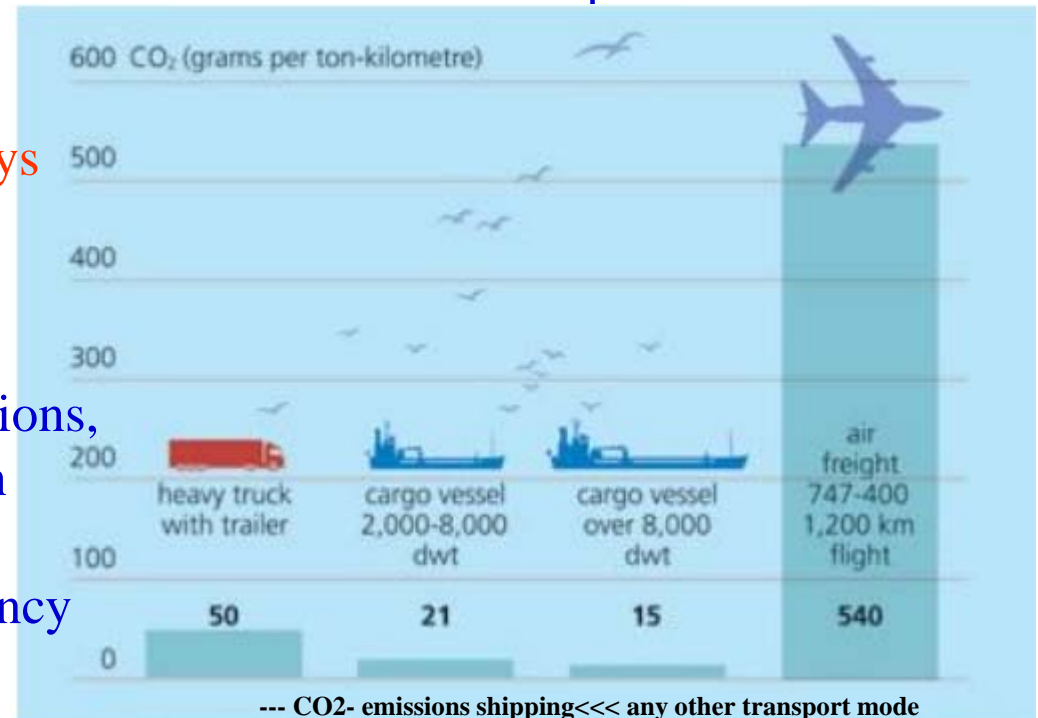 600 CO₂ (grams per ton-kilometre)
500
400
300
200
100
0
heavy truck
with trailer
50
cargo vessel
2,000-8,000
dwt
21
cargo vessel
over 8,000
dwt
15
air
freight
747-400
1,200 km
flight
540
--- CO2- emissions shipping<<< any other transport mode